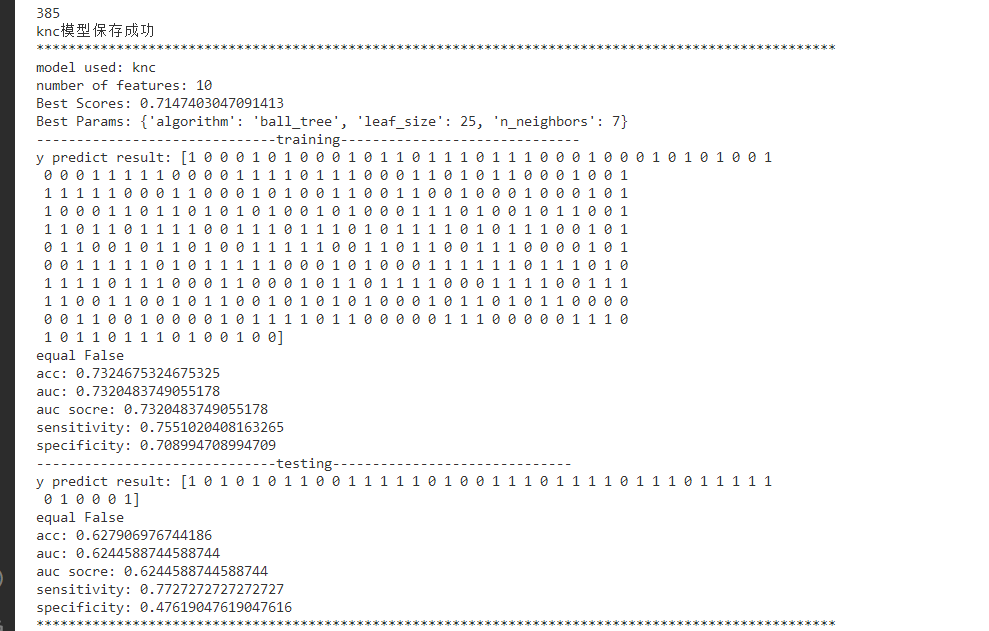 385
knc模型保存成功
****************************************************************************************************
model used: knc
number of features: 10
Best Scores: 0.7147403047091413
Best Params: {'algorithm': 'ball_tree', 'leaf_size': 25, 'n_neighbors': 7}
------------------------------training------------------------------
y predict result: [1 0 0 0 1 0 1 0 0 0 1 0 1 1 0 1 1 1 0 1 1 1 0 0 0 1 0 0 0 1 0 1 0 1 0 0 1
0 0 0 1 1 1 1 1 0 0 0 0 1 1 1 1 0 1 1 1 0 0 0 1 1 0 1 0 1 1 0 0 0 1 0 0 1
1 1 1 1 1 0 0 0 1 1 0 0 0 1 0 1 0 0 1 1 0 0 1 1 0 0 1 0 0 0 1 0 0 0 1 0 1
1 0 0 0 1 1 0 1 1 0 1 0 1 0 1 0 0 1 0 1 0 0 0 1 1 1 0 1 0 0 1 0 1 1 0 0 1
1 1 0 1 1 0 1 1 1 1 0 0 1 1 1 0 1 1 1 0 1 0 1 1 1 1 0 1 0 1 1 1 0 0 1 0 1
0 1 1 0 0 1 0 1 1 0 1 0 0 1 1 1 1 1 0 0 1 1 0 1 1 0 0 1 1 1 0 0 0 0 1 0 1
0 0 1 1 1 1 1 0 1 0 1 1 1 1 1 0 0 0 1 0 1 0 0 0 1 1 1 1 1 1 0 1 1 1 0 1 0
1 1 1 1 0 1 1 1 0 0 0 1 1 0 0 0 1 0 1 1 0 1 1 1 1 0 0 0 1 1 1 1 0 0 1 1 1
1 1 0 0 1 1 0 0 1 0 1 1 0 0 1 0 1 0 1 0 1 0 1 0 0 0 1 0 1 1 0 1 0 1 1 0 0 0 0
0 0 1 1 0 0 1 0 0 0 0 1 0 1 1 1 1 0 1 1 0 0 0 0 0 1 1 1 0 0 0 0 0 1 1 1 0
1 0 1 1 0 1 1 1 0 1 0 0 1 0 0]
equal False
acc: 0.7324675324675325
auc: 0.7320483749055178
auc socre: 0.7320483749055178
sensitivity: 0.7551020408163265
specificity: 0.708994708994709
------------------------------testing------------------------------
y predict result: [1 0 1 0 1 0 1 1 0 0 1 1 1 1 1 0 1 0 0 1 1 1 0 1 1 1 1 0 1 1 1 0 1 1 1 1 1
0 1 0 0 0 1]
equal False
acc: 0.627906976744186
auc: 0.6244588744588744
auc socre: 0.6244588744588744
sensitivity: 0.7727272727272727
specificity: 0.47619047619047616
****************************************************************************************************